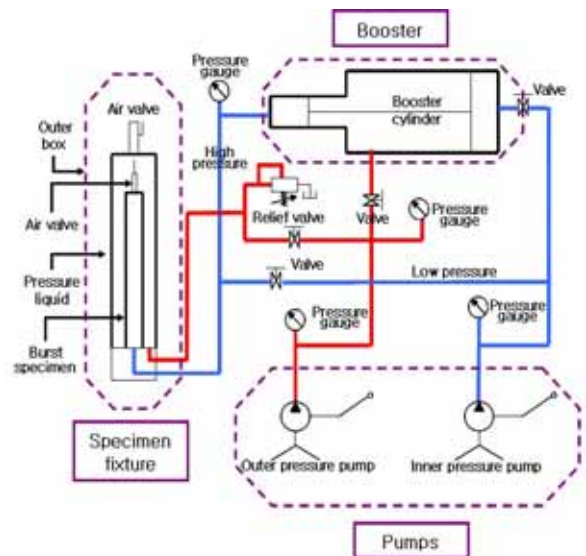 Booster
Pressure
gauge
Valve
Air valve
Booster
cylinder
Outer
box
High
pressure
Air valve
Relief valve
Valve
Pressure
gauge
Pressure
liquid
Valve
Low pressure
Pressure
gauge
Pressure
gauge
Burst
specimen
Specimen
fixture
Outer pressure pump
Inner pressure pump
Pumps